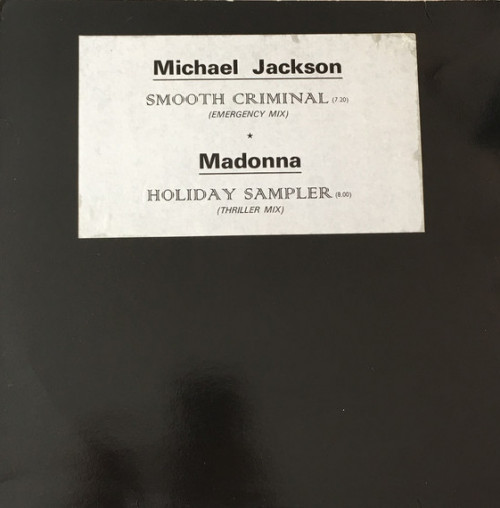 Michael Jackson
SMOOTH CRIMINAL (7.20)
(EMERGENCY MIX)
★
Madonna
HOLIDAY SAMPLER (8.00)
(THRILLER MIX)